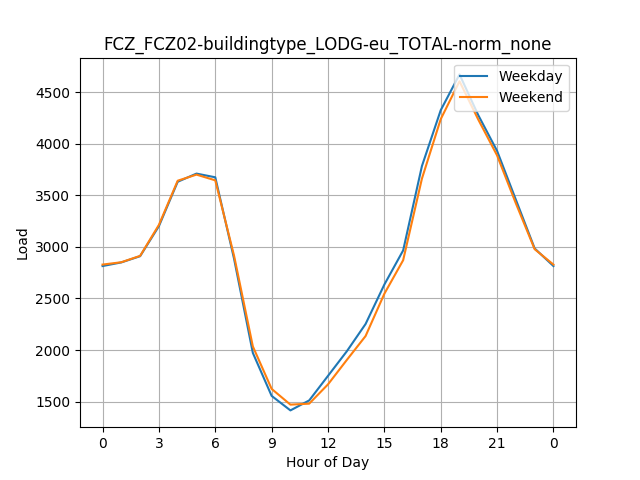 FCZ_FCZ02-buildingtype_LODG-eu_TOTAL-norm_none
Weekday
Weekend
Load
4500
4000
3500
3000
2500
2000
1500
0 3 6 9 12 15 18 21 0
Hour of Day